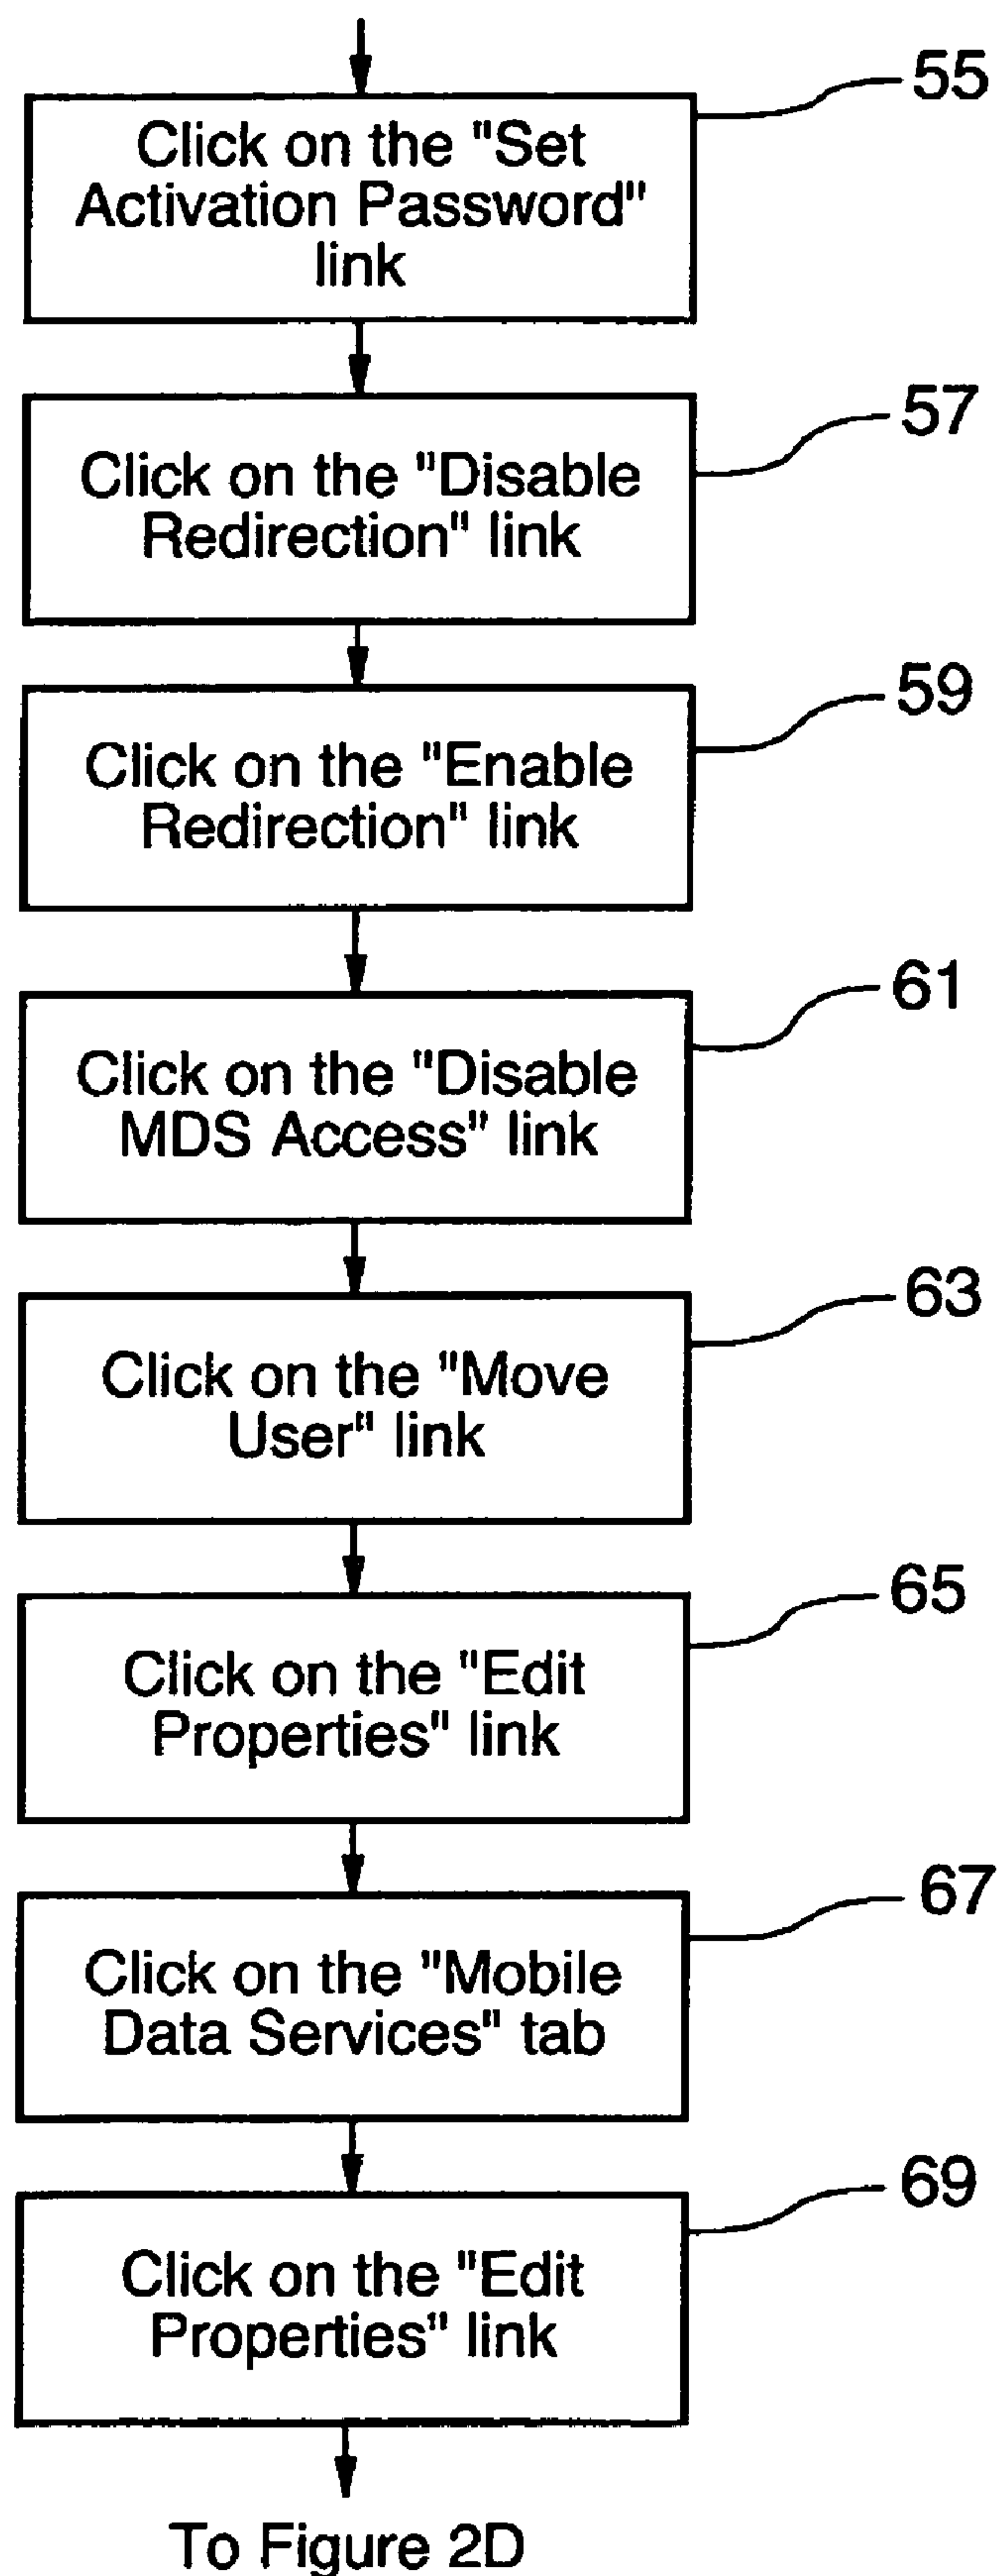 55
Click on the "Set
Activation Password"
link
57
Click on the "Disable
Redirection" link
59
Click on the "Enable
Redirection" link
61
Click on the "Disable
MDS Access" link
63
Click on the "Move
User" link
65
Click on the "Edit
Properties" link
67
Click on the "Mobile
Data Services" tab
69
Click on the "Edit
Properties" link
To Figure 2D